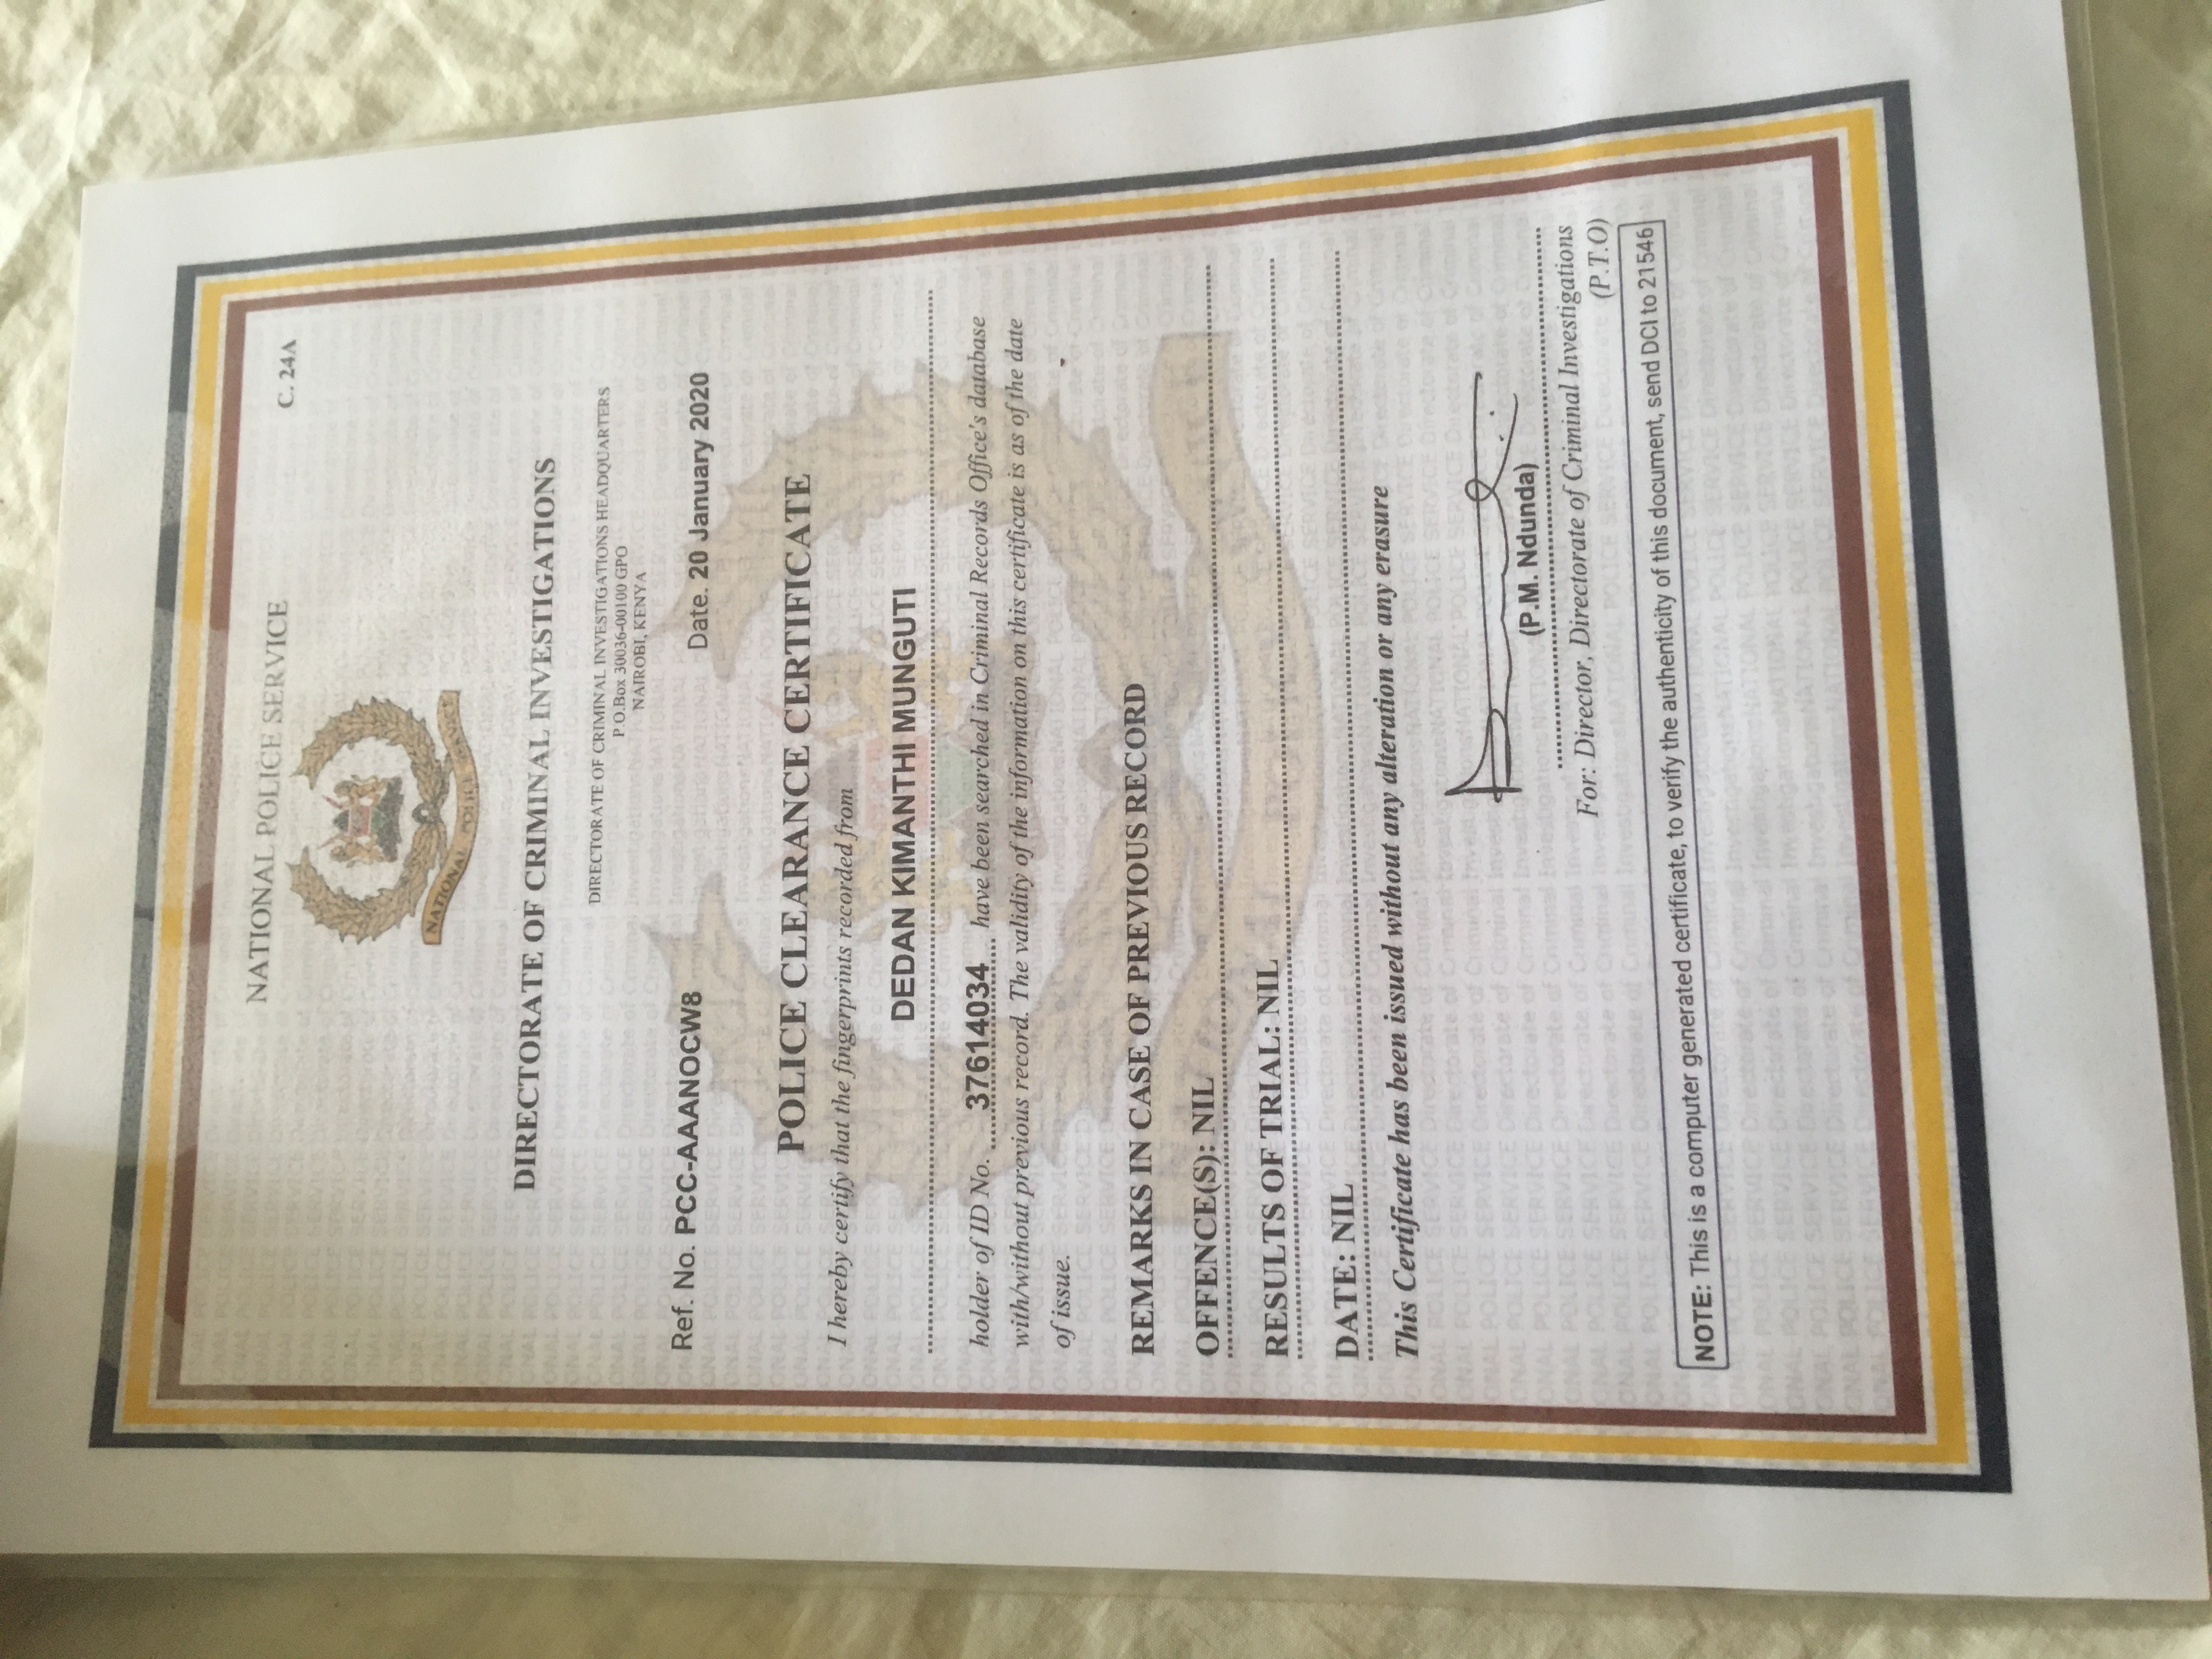 C. 24A
NATIONAL POLICE SERVICE
NATIONAL POLICE SERVICE
DIRECTORATE OF CRIMINAL INVESTIGATIONS
DIRECTORATE OF CRIMINAL INVESTIGATIONS HEADQUARTERS
P.O.Box 30036-00100 GPO
NAIROBI, KENYA
Ref. No. PCC-AAANOCW8 Date. 20 January 2020
POLICE CLEARANCE CERTIFICATE
I hereby certify that the fingerprints recorded from
DEDAN KIMANTHI MUNGUTI
holder of ID No. 37614034 have been searched in Criminal Records Office's database
with/without previous record. The validity of the information on this certificate is as of the date
of issue.
REMARKS IN CASE OF PREVIOUS RECORD
OFFENCE(S): NIL
RESULTS OF TRIAL: NIL
DATE: NIL
This Certificate has been issued without any alteration or any erasure
(P.M. Ndunda)
For: Director, Directorate of Criminal Investigations
(P.T.O)
NOTE: This is a computer generated certificate, to verify the authenticity of this document, send DCI to 21546